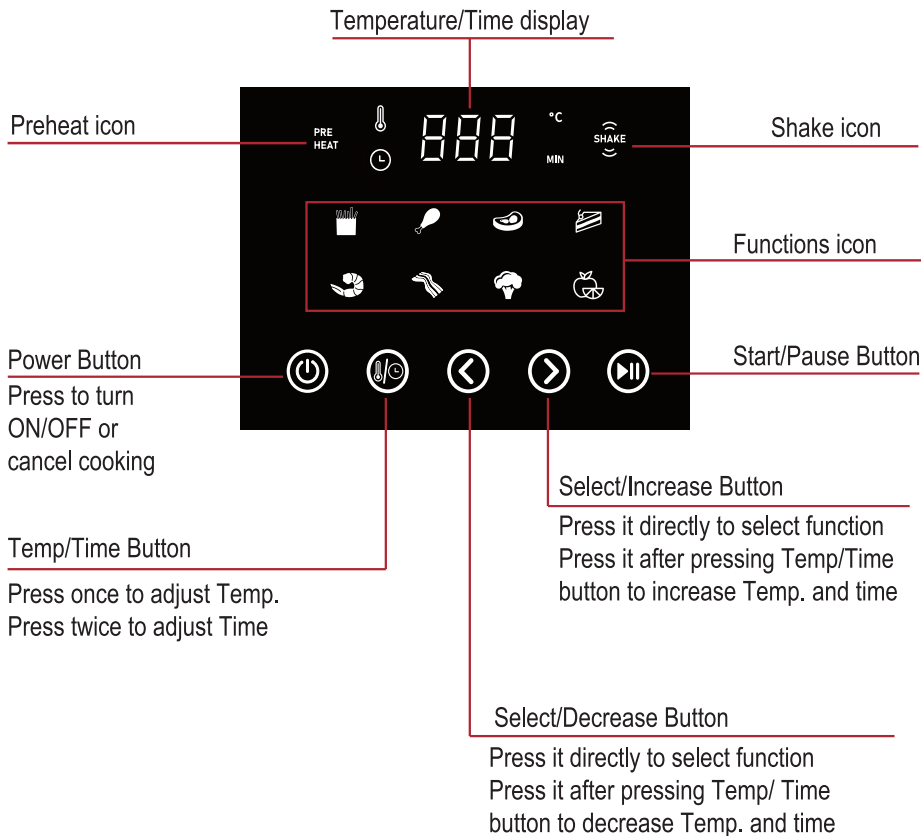 Temperature/Time display
Preheat icon
Shake icon
PRE
HEAT
888
°C
MIN
SHAKE
Functions icon
Power Button
Press to turn
ON/OFF or
cancel cooking
Start/Pause Button
Temp/Time Button
Press once to adjust Temp.
Press twice to adjust Time
Select/Increase Button
Press it directly to select function
Press it after pressing Temp/Time
button to increase Temp. and time
Select/Decrease Button
Press it directly to select function
Press it after pressing Temp/ Time
button to decrease Temp. and time